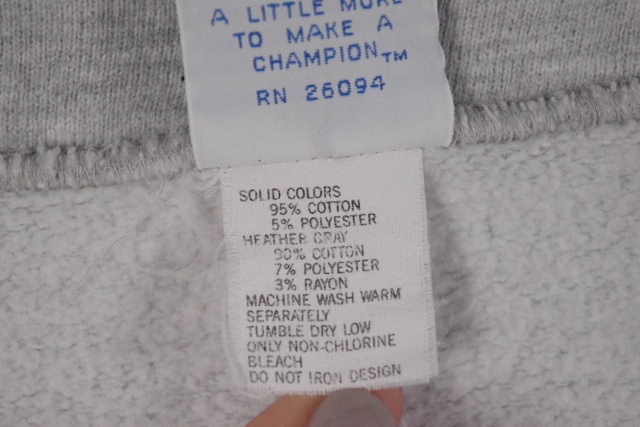 A LITTLE MORE
TO MAKE A
CHAMPION™
RN 26094
SOLID COLORS
95% COTTON
5% POLYESTER
HEATHER GRAY
90% COTTON
7% POLYESTER
3% RAYON
MACHINE WASH WARM
SEPARATELY
TUMBLE DRY LOW
ONLY NON-CHLORINE
BLEACH
DO NOT IRON DESIGN